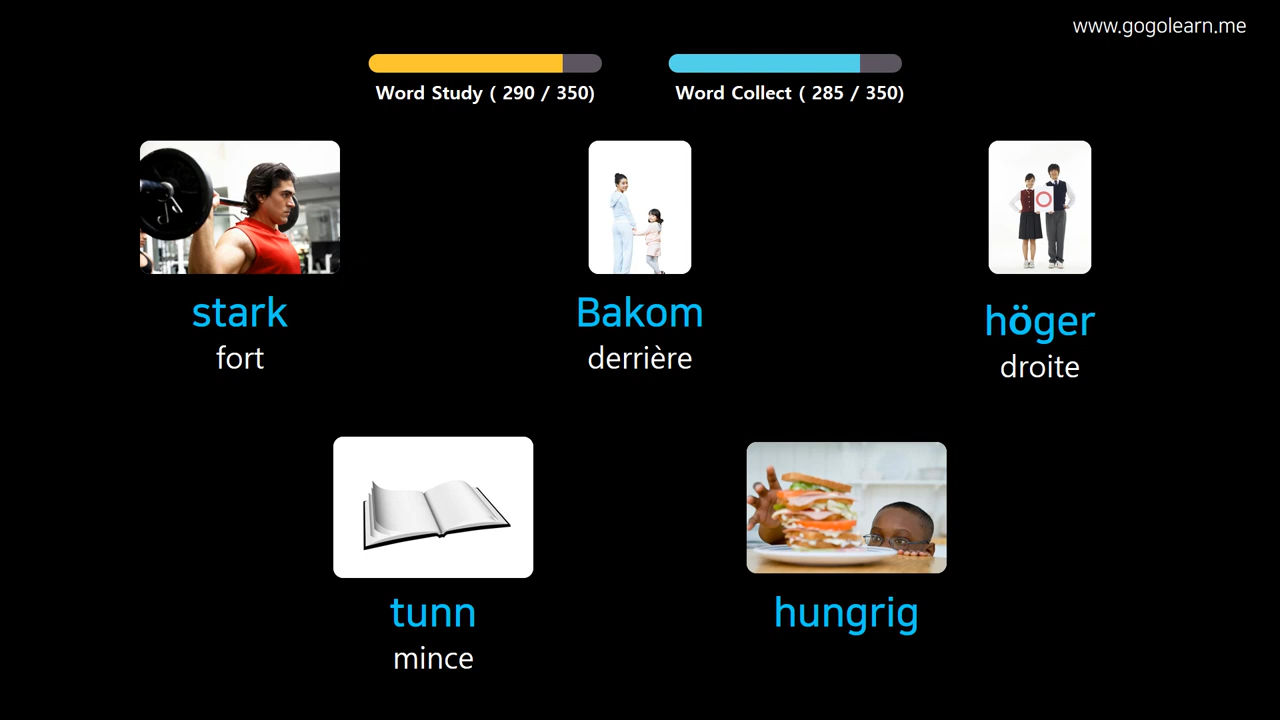 www.gogolearn.me
Word Study ( 290 / 350)
Word Collect ( 285 / 350)
stark
fort
Bakom
derrière
höger
droite
tunn
mince
hungrig